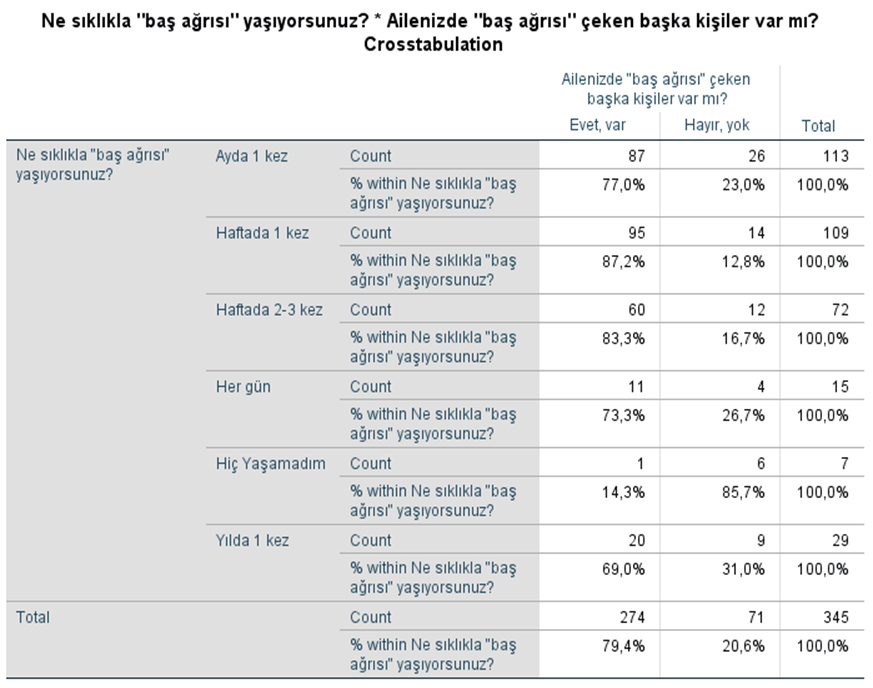 Ne sıklıkla "baş ağrısı" yaşıyorsunuz? * Ailenizde "baş ağrısı" çeken başka kişiler var mı?
Crosstabulation
Ailenizde "baş ağrısı" çeken
başka kişiler var mı?
Evet, var Hayır, yok Total
Ne sıklıkla "baş ağrısı"
yaşıyorsunuz?
Ayda 1 kez Count 87 26 113
% within Ne sıklıkla "baş
ağrısı" yaşıyorsunuz? 77,0% 23,0% 100,0%
Haftada 1 kez Count 95 14 109
% within Ne sıklıkla "baş
ağrısı" yaşıyorsunuz? 87,2% 12,8% 100,0%
Haftada 2-3 kez Count 60 12 72
% within Ne sıklıkla "baş
ağrısı" yaşıyorsunuz? 83,3% 16,7% 100,0%
Her gün Count 11 4 15
% within Ne sıklıkla "baş
ağrısı" yaşıyorsunuz? 73,3% 26,7% 100,0%
Hiç Yaşamadım Count 1 6 7
% within Ne sıklıkla "baş
ağrısı" yaşıyorsunuz? 14,3% 85,7% 100,0%
Yılda 1 kez Count 20 9 29
% within Ne sıklıkla "baş
ağrısı" yaşıyorsunuz? 69,0% 31,0% 100,0%
Total Count 274 71 345
% within Ne sıklıkla "baş
ağrısı" yaşıyorsunuz? 79,4% 20,6% 100,0%